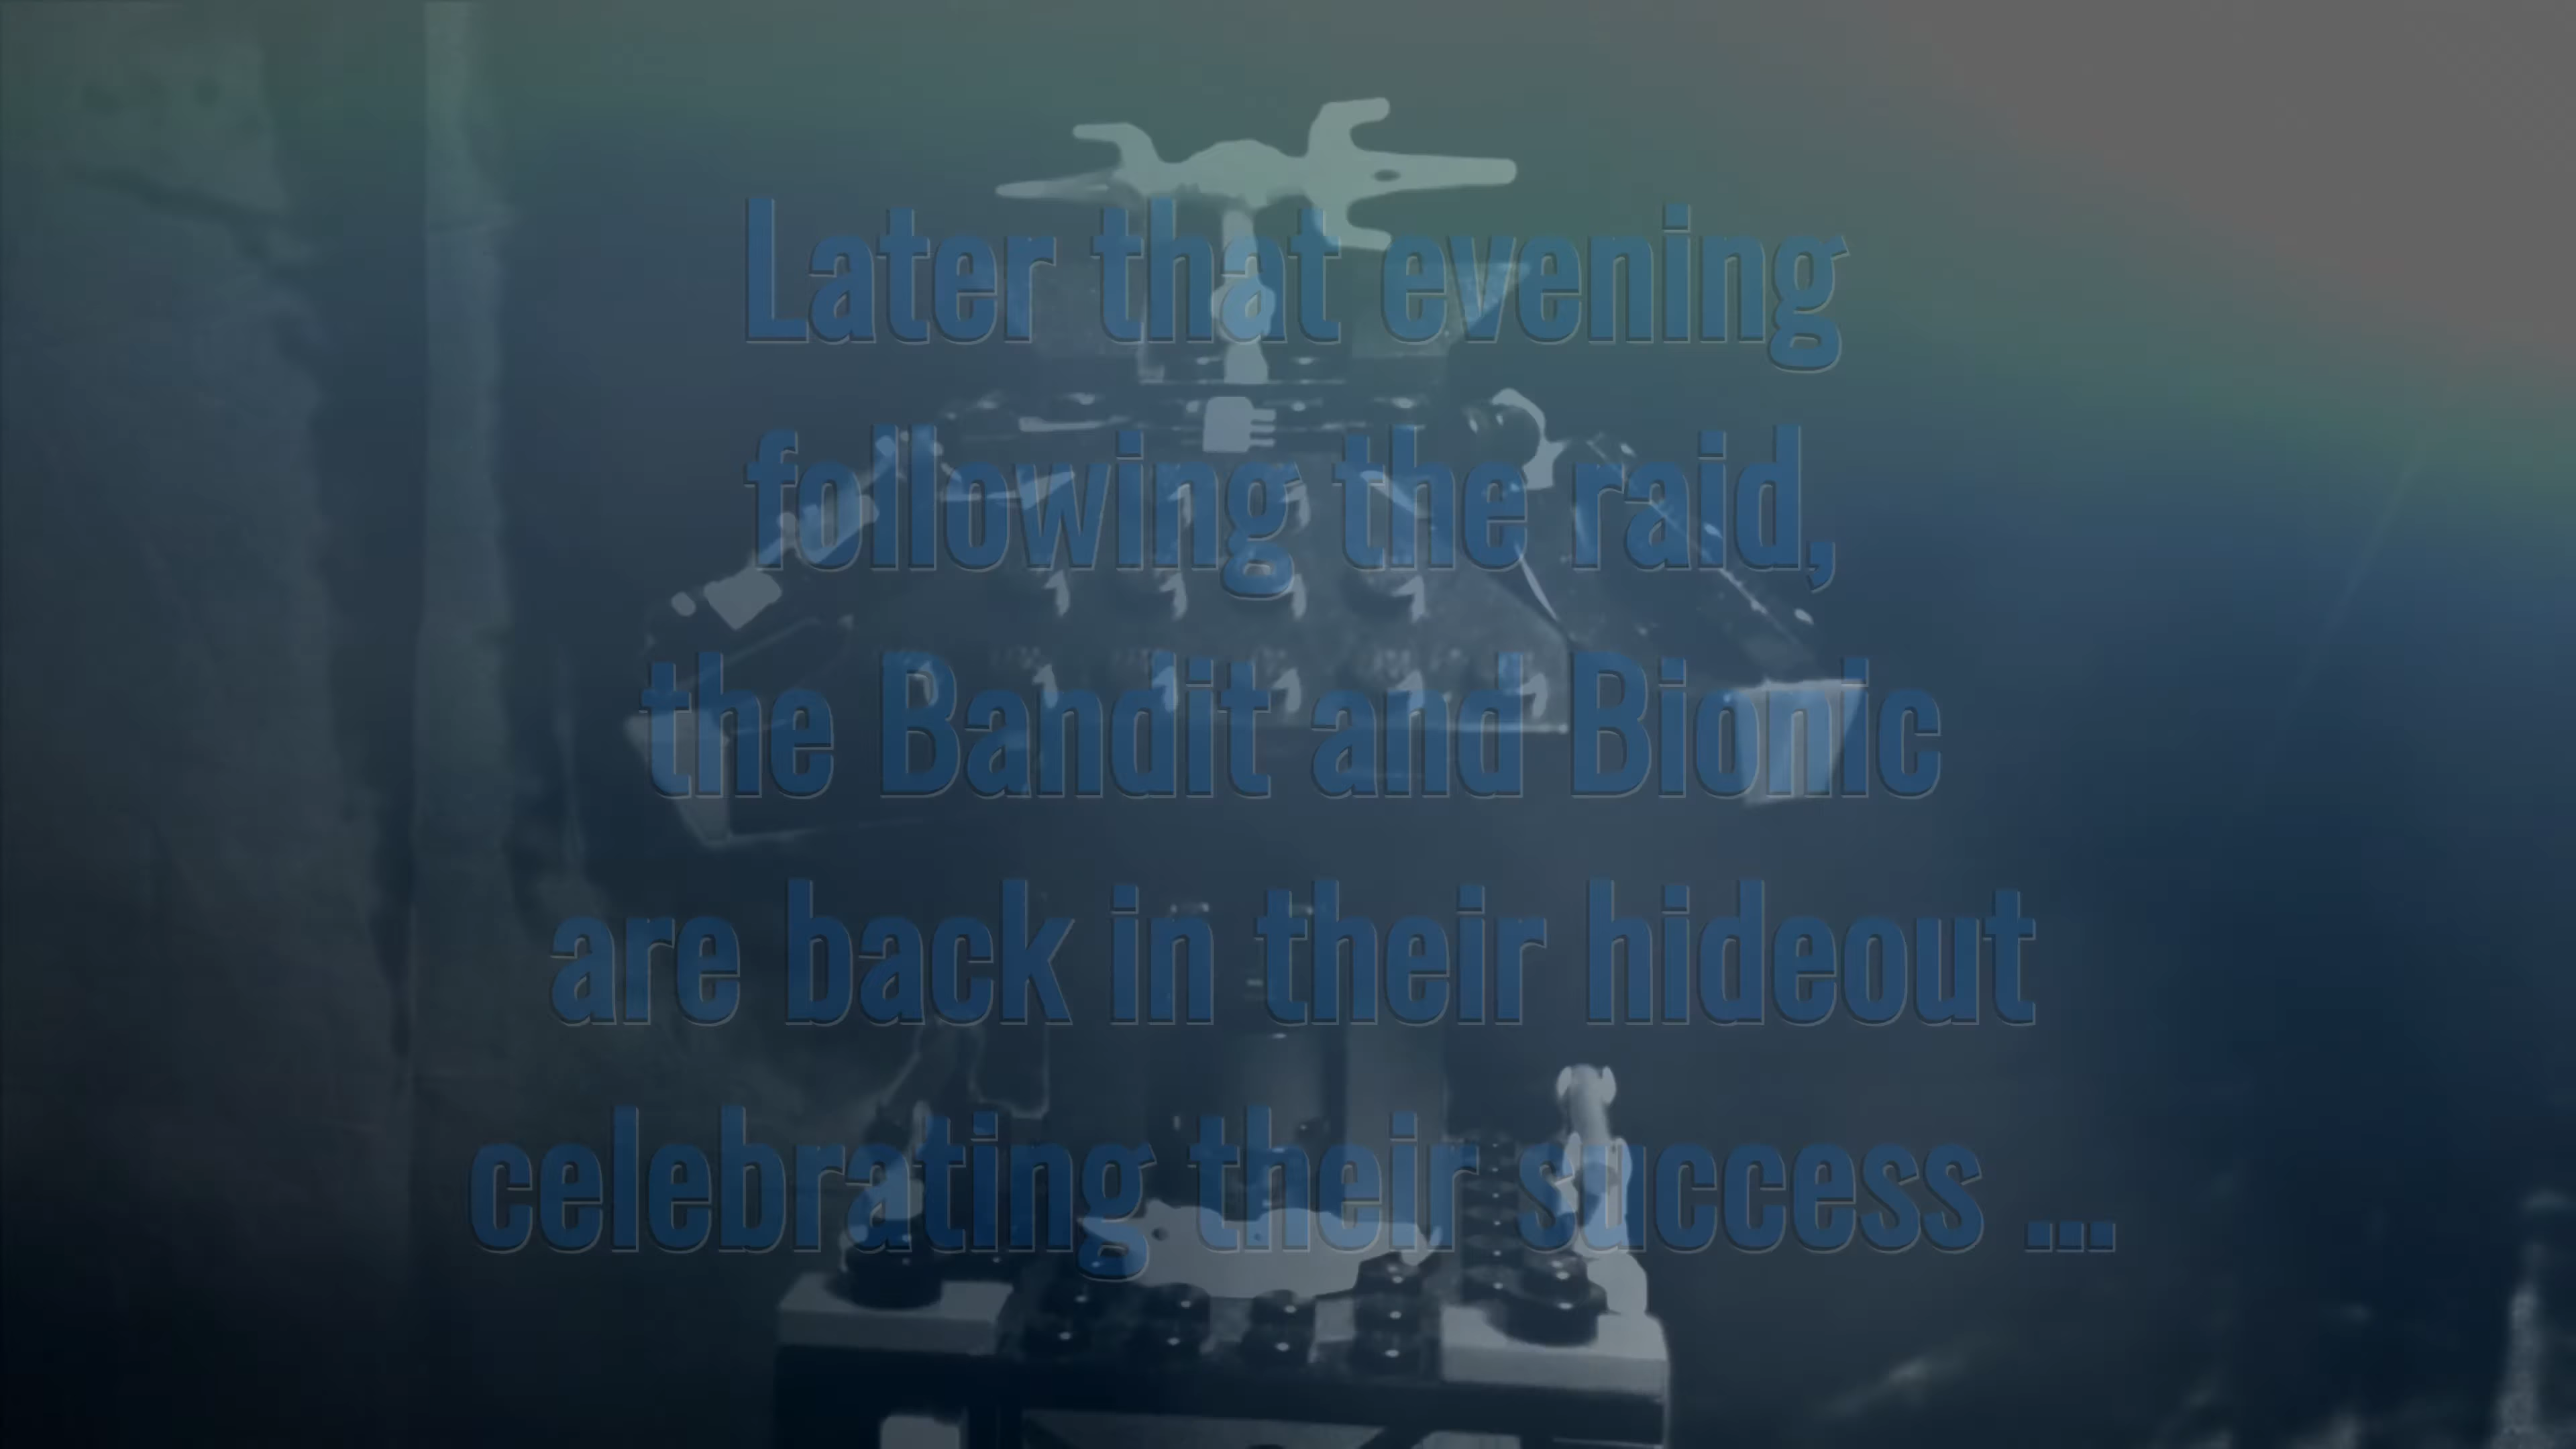 Later that evening
following the raid,
the Bandit and Bionic
are back in their hideout
celebrating their success ...